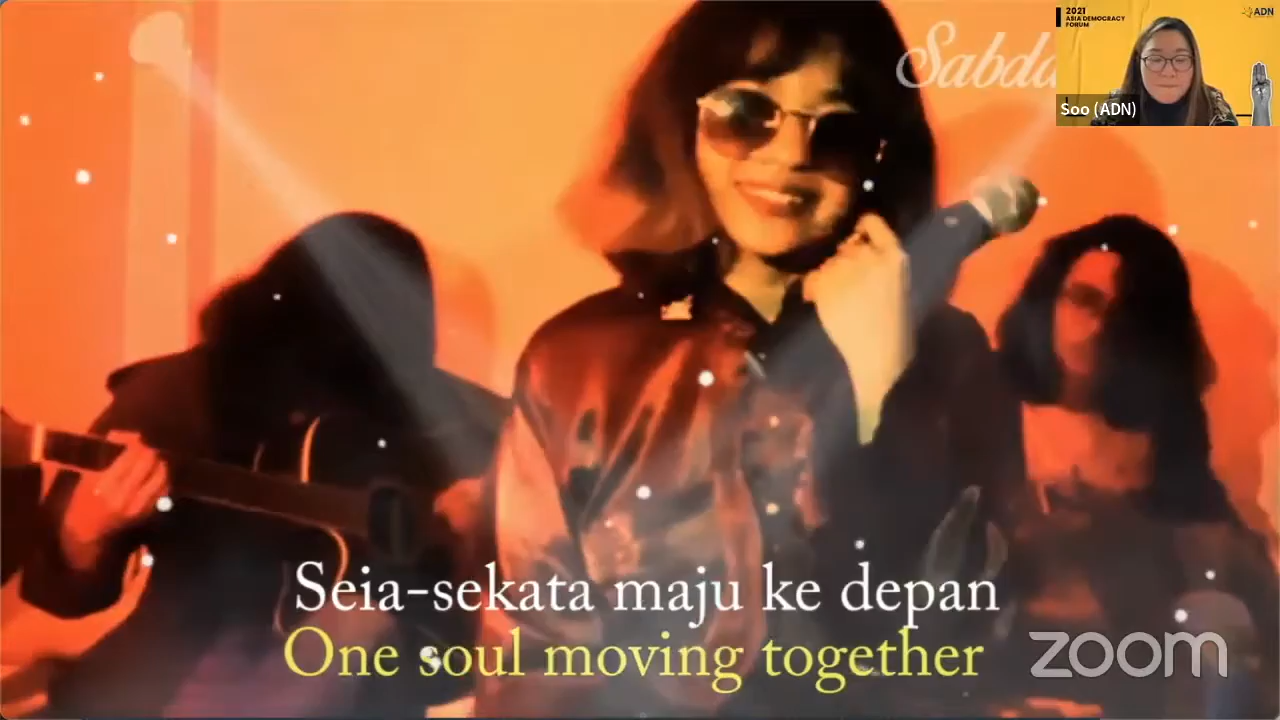 Sabda
2021
ASIA DEMOCRACY
FORUM
ADN
Soo (ADN)
Seia-sekata maju ke depan
One soul moving together
zoom